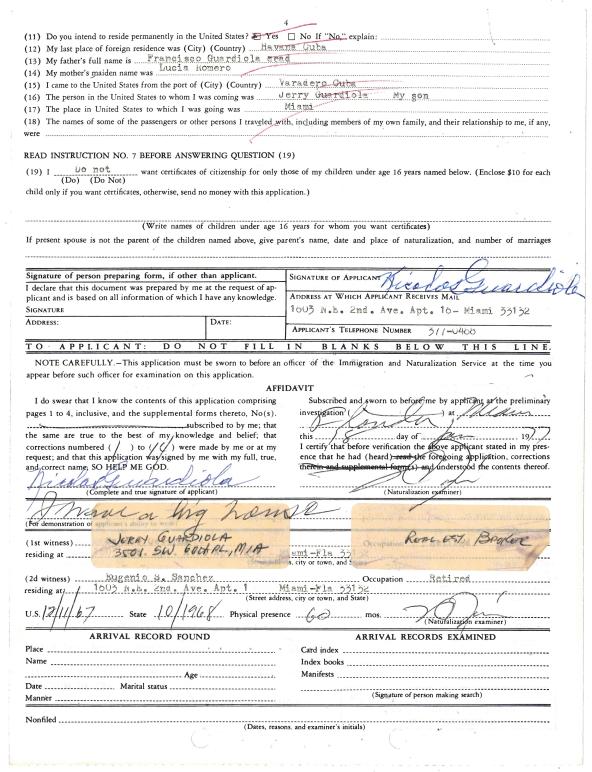 4
(11) Do you intend to reside permanently in the United States? ☒ Yes ☐ No If "No," explain:
(12) My last place of foreign residence was (City) (Country) Havana Cuba
(13) My father's full name is Francisco Guardiola
(14) My mother's maiden name was Lucia Romero
(15) I came to the United States from the port of (City) (Country) Varadero Cuba
(16) The person in the United States to whom I was coming was Jerry Guardiola My son
(17) The place in United States to which I was going was Miami
(18) The names of some of the passengers or other persons I traveled with, including members of my own family, and their relationship to me, if any,
were
READ INSTRUCTION NO. 7 BEFORE ANSWERING QUESTION (19)
(19) I Do not want certificates of citizenship for only those of my children under age 16 years named below. (Enclose $10 for each
(Do) (Do Not)
child only if you want certificates, otherwise, send no money with this application.)
(Write names of children under age 16 years for whom you want certificates)
If present spouse is not the parent of the children named above, give parent's name, date and place of naturalization, and number of marriages
Signature of person preparing form, if other than applicant.
I declare that this document was prepared by me at the request of ap-
plicant and is based on all information of which I have any knowledge.
SIGNATURE
ADDRESS: DATE:
SIGNATURE OF APPLICANT Nicolas Guardiola
ADDRESS AT WHICH APPLICANT RECEIVES MAIL
1603 N.E. 2nd. Ave. Apt. 16- Miami 33132
APPLICANT'S TELEPHONE NUMBER
TO APPLICANT: DO NOT FILL IN BLANKS BELOW THIS LINE.
NOTE CAREFULLY.—This application must be sworn to before an officer of the Immigration and Naturalization Service at the time you
appear before such officer for examination on this application.
AFFIDAVIT
I do swear that I know the contents of this application comprising
pages 1 to 4, inclusive, and the supplemental forms thereto, No(s).
subscribed to by me; that
the same are true to the best of my knowledge and belief; that
corrections numbered (1) to (14) were made by me or at my
request; and that this application was signed by me with my full, true,
and correct name, SO HELP ME GOD.
Nicolas Guardiola
(Complete and true signature of applicant)
Subscribed and sworn to before me by applicant at the preliminary
investigation ( ) at Miami
this 18 day of 19
I certify that before verification the above applicant stated in my pres-
ence that he had (heard) read the foregoing application, corrections
therein and supplemental form(s) and understood the contents thereof.
(Naturalization examiner)
I have a big house
(For demonstration of applicant's ability to write)
(1st witness) JERRY GUARDIOLA Real Est. Broker
residing at 3501 SW. 60th PL, MIA Miami-Fla
city, town, and State)
(2d witness) Eugenio S. Sanchez Occupation Retired
residing at 1603 N.E. 2nd. Ave. Apt. 1 Miami-Fla 33132
(Street address, city or town, and State)
U.S. 12/11/67 State 10/1968 Physical presence 60 mos.
(Naturalization examiner)
ARRIVAL RECORD FOUND
Place
Name
Age
Date Marital status
Manner
ARRIVAL RECORDS EXAMINED
Card index
Index books
Manifests
(Signature of person making search)
Nonfiled
(Dates, reasons, and examiner's initials)